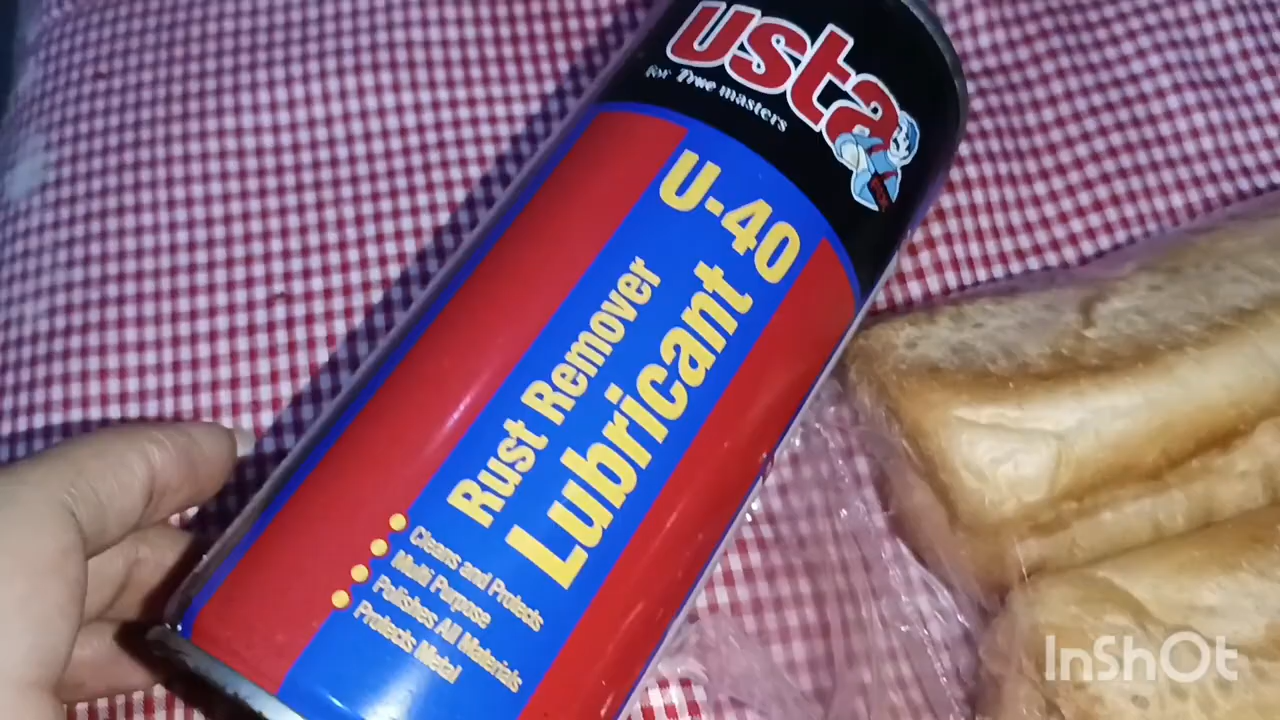 usta
for True masters
U-40
Rust Remover
Lubricant
Cleans and Protects
Multi Purpose
Polishes All Materials
Protects Metal
InShOt